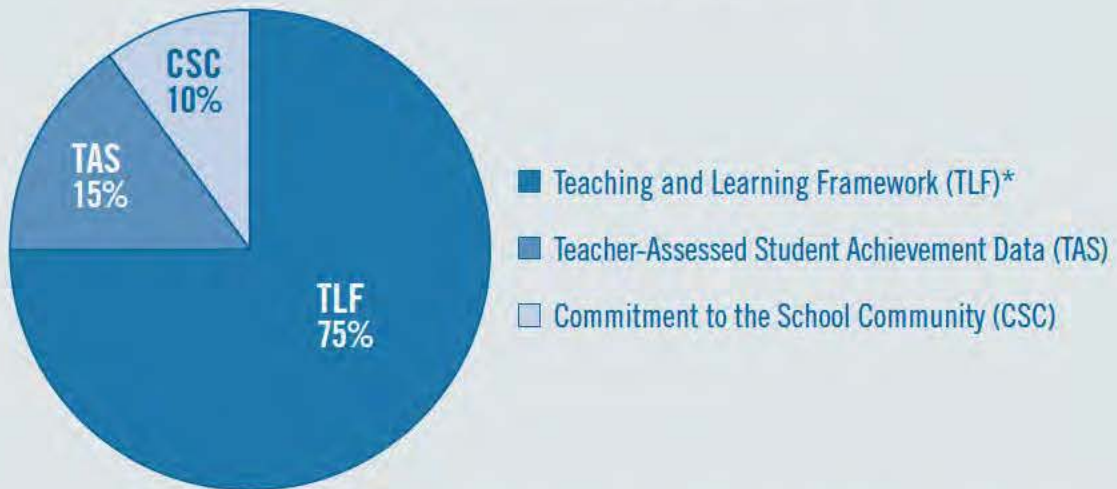 CSC
10%
TAS
15%
TLF
75%
Teaching and Learning Framework (TLF)*
Teacher-Assessed Student Achievement Data (TAS)
Commitment to the School Community (CSC)